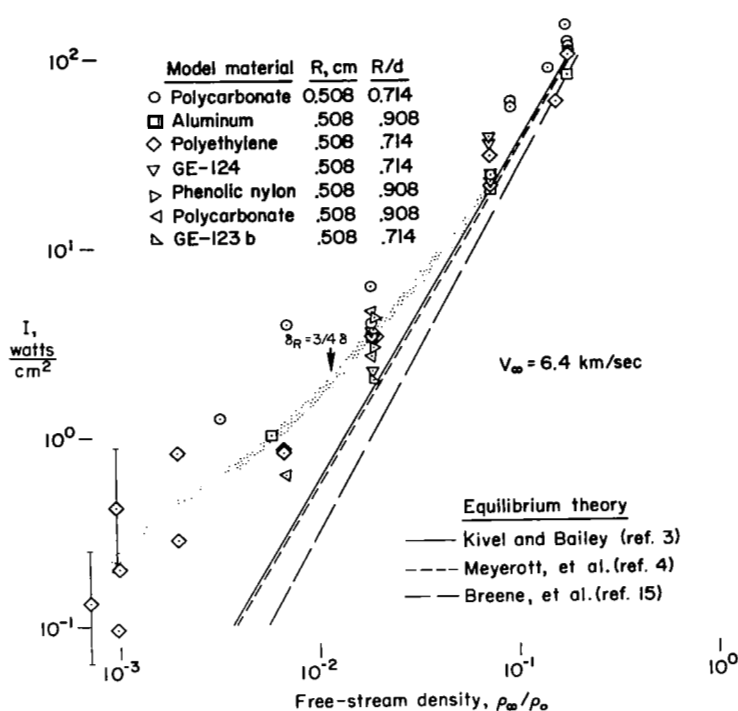 10²
Model material R, cm R/d
Polycarbonate 0.508 0.714
Aluminum .508 .908
Polyethylene .508 .714
GE-124 .508 .714
Phenolic nylon .508 .908
Polycarbonate .508 .908
GE-123 b .508 .714
10¹
I,
watts
cm²
δR = 3/4 δ
V∞ = 6.4 km/sec
10⁰
Equilibrium theory
Kivel and Bailey (ref. 3)
Meyerott, et al. (ref. 4)
Breene, et al. (ref. 15)
10⁻¹
10⁻³ 10⁻² 10⁻¹ 10⁰
Free-stream density, ρ∞/ρ₀